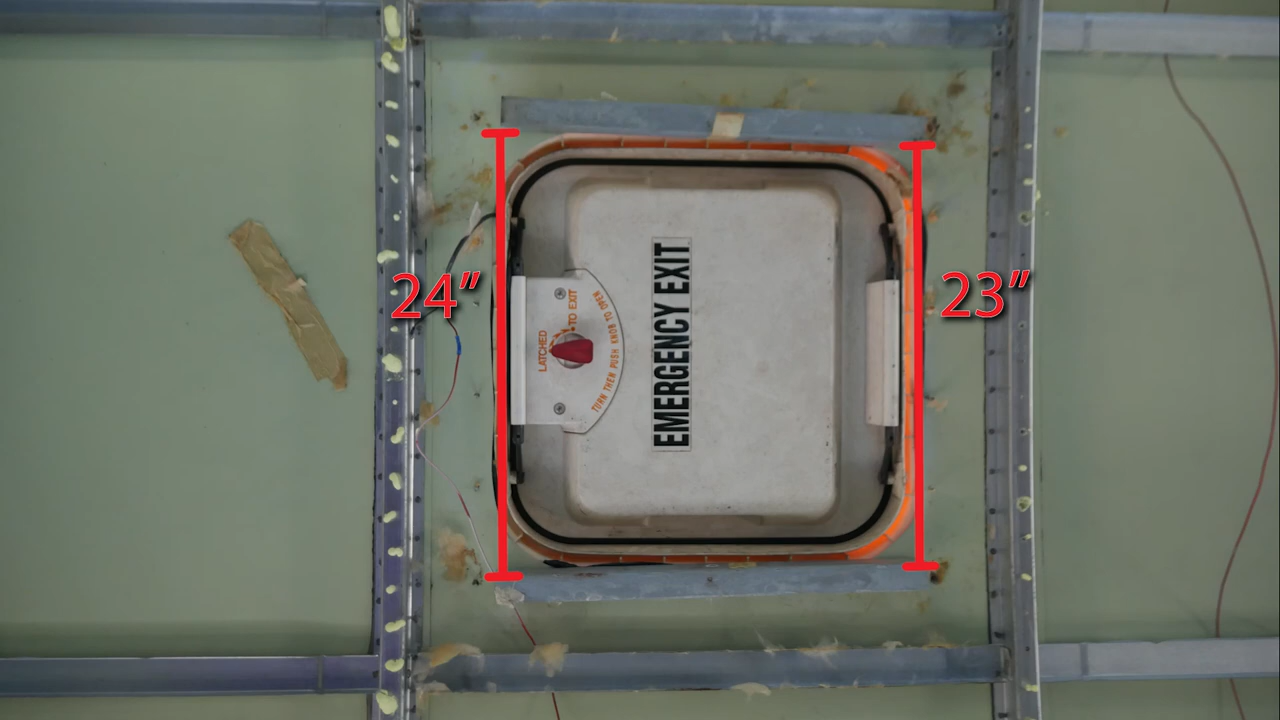 24”
23”
LATCHED
TO EXIT
TURN THEN PUSH KNOB TO OPEN
EMERGENCY EXIT